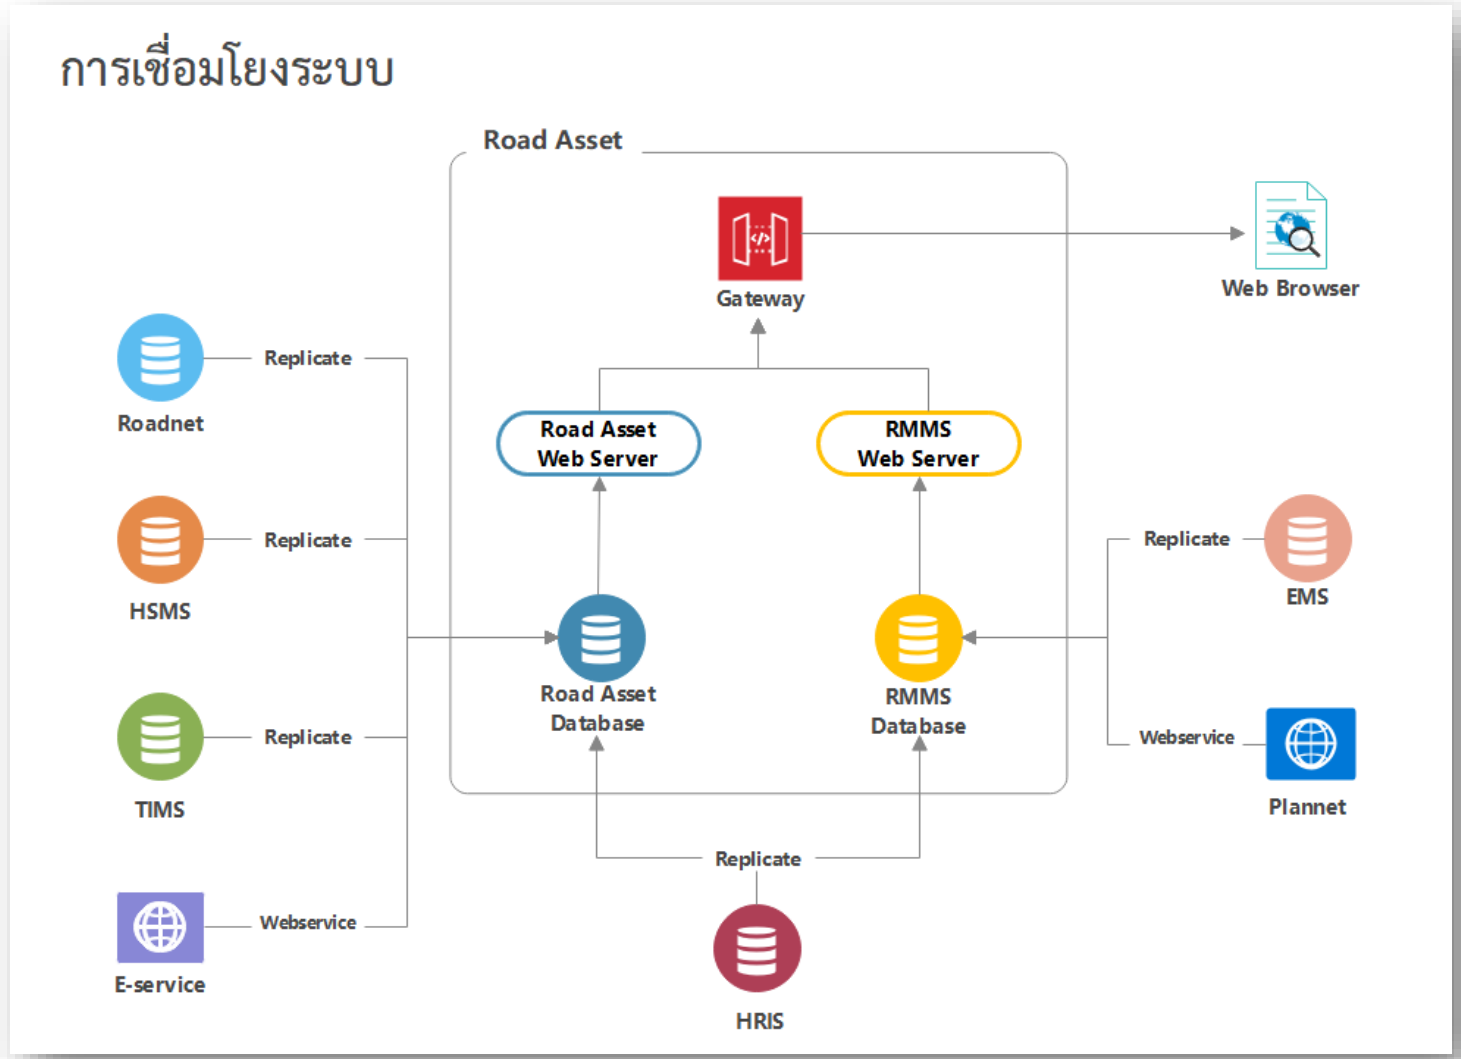 การเชื่อมโยงระบบ
Road Asset
Gateway
Web Browser
Roadnet
Replicate
Road Asset
Web Server
RMMS
Web Server
HSMS
Replicate
Replicate
EMS
Road Asset
Database
RMMS
Database
TIMS
Replicate
Webservice
Plannet
Replicate
E-service
Webservice
HRIS